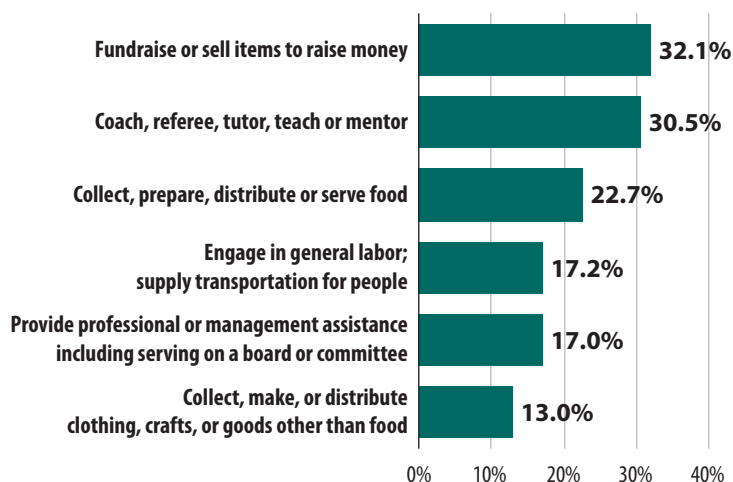 Fundraise or sell items to raise money
32.1%
Coach, referee, tutor, teach or mentor
30.5%
Collect, prepare, distribute or serve food
22.7%
Engage in general labor;
supply transportation for people
17.2%
Provide professional or management assistance
including serving on a board or committee
17.0%
Collect, make, or distribute
clothing, crafts, or goods other than food
13.0%
0% 10% 20% 30% 40%